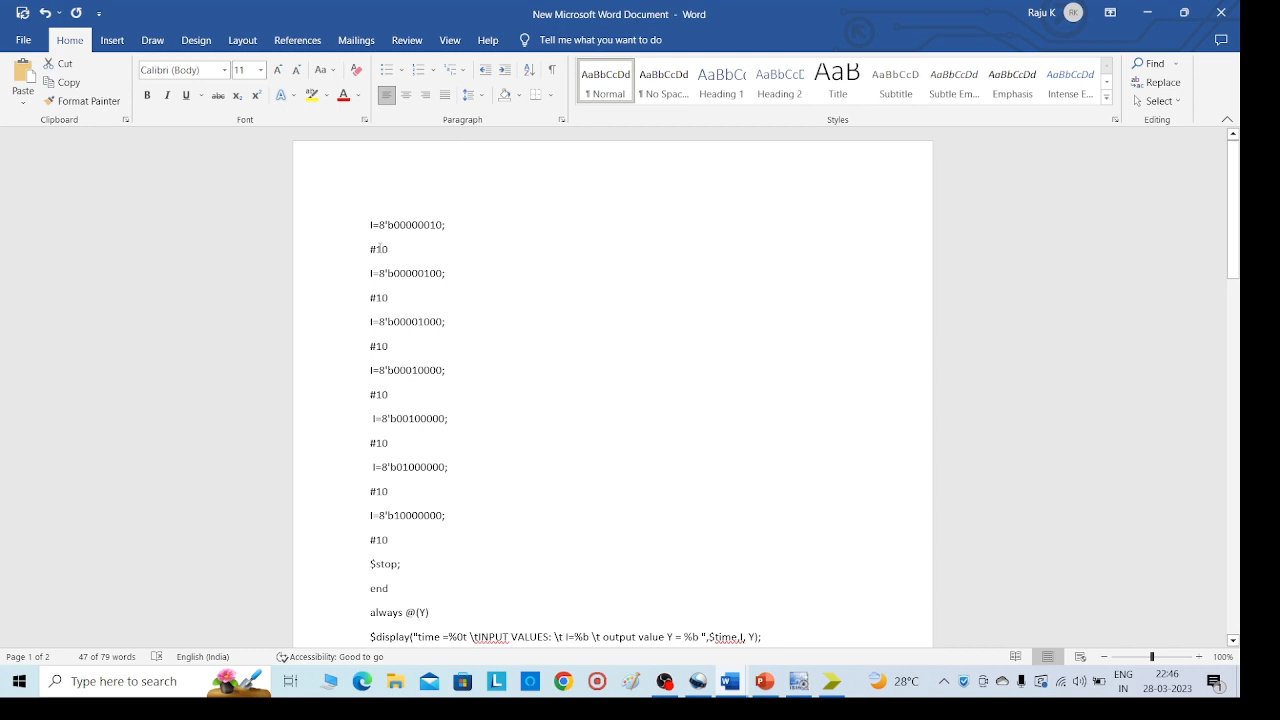 New Microsoft Word Document - Word
Raju K
RK
File Home Insert Draw Design Layout References Mailings Review View Help Tell me what you want to do
Paste
Cut
Copy
Format Painter
Clipboard
Calibri (Body) 11
Font
Paragraph
AaBbCcDd AaBbCcDd AaBbCc AaBbCcD AaB AaBbCcD AaBbCcDd AaBbCcDd AaBbCcDd
¶ Normal ¶ No Spac... Heading 1 Heading 2 Title Subtitle Subtle Em... Emphasis Intense E...
Styles
Find
Replace
Select
Editing
I=8'b00000010;
#10
I=8'b00000100;
#10
I=8'b00001000;
#10
I=8'b00010000;
#10
I=8'b00100000;
#10
I=8'b01000000;
#10
I=8'b10000000;
#10
$stop;
end
always @(Y)
$display("time =%0t \tINPUT VALUES: \t I=%b \t output value Y = %b ",$time,I, Y);
Page 1 of 2 47 of 79 words English (India) Accessibility: Good to go 100%
Type here to search
28°C
ENG
IN
22:46
28-03-2023